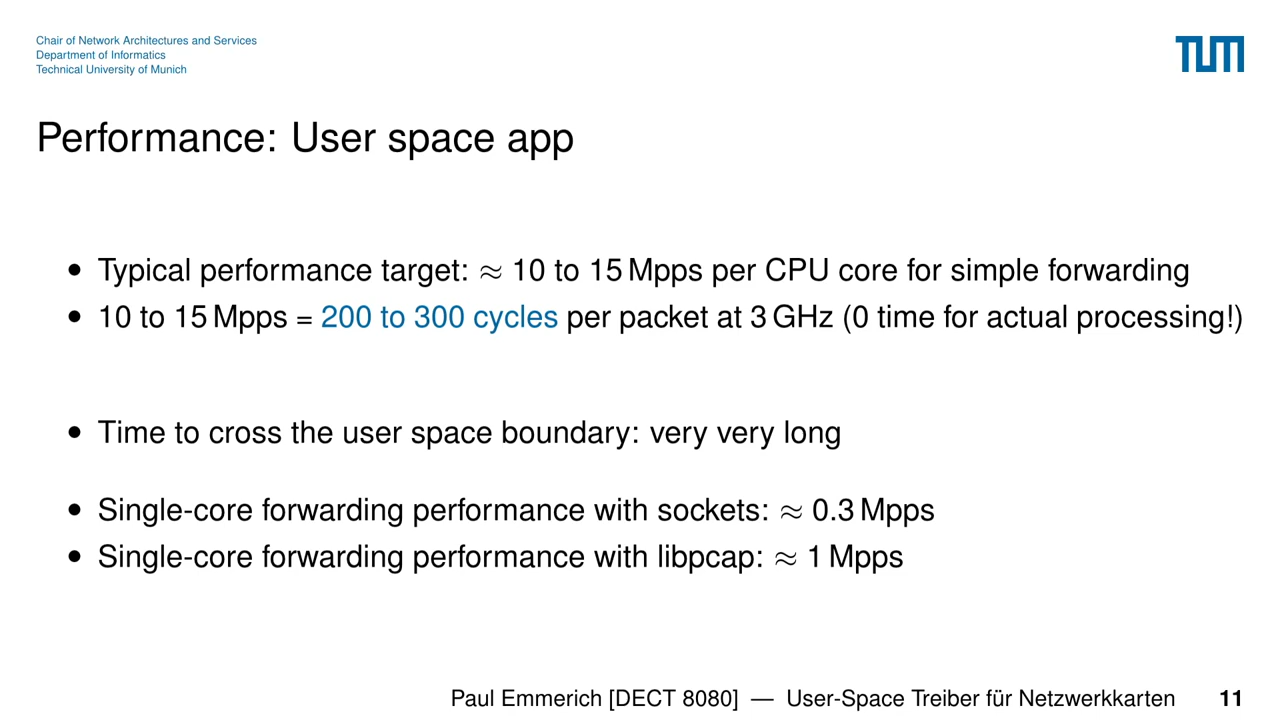 Chair of Network Architectures and Services
Department of Informatics
Technical University of Munich
TUM
Performance: User space app
• Typical performance target: ≈ 10 to 15 Mpps per CPU core for simple forwarding
• 10 to 15 Mpps = 200 to 300 cycles per packet at 3 GHz (0 time for actual processing!)
• Time to cross the user space boundary: very very long
• Single-core forwarding performance with sockets: ≈ 0.3 Mpps
• Single-core forwarding performance with libpcap: ≈ 1 Mpps
Paul Emmerich [DECT 8080] — User-Space Treiber für Netzwerkkarten 11